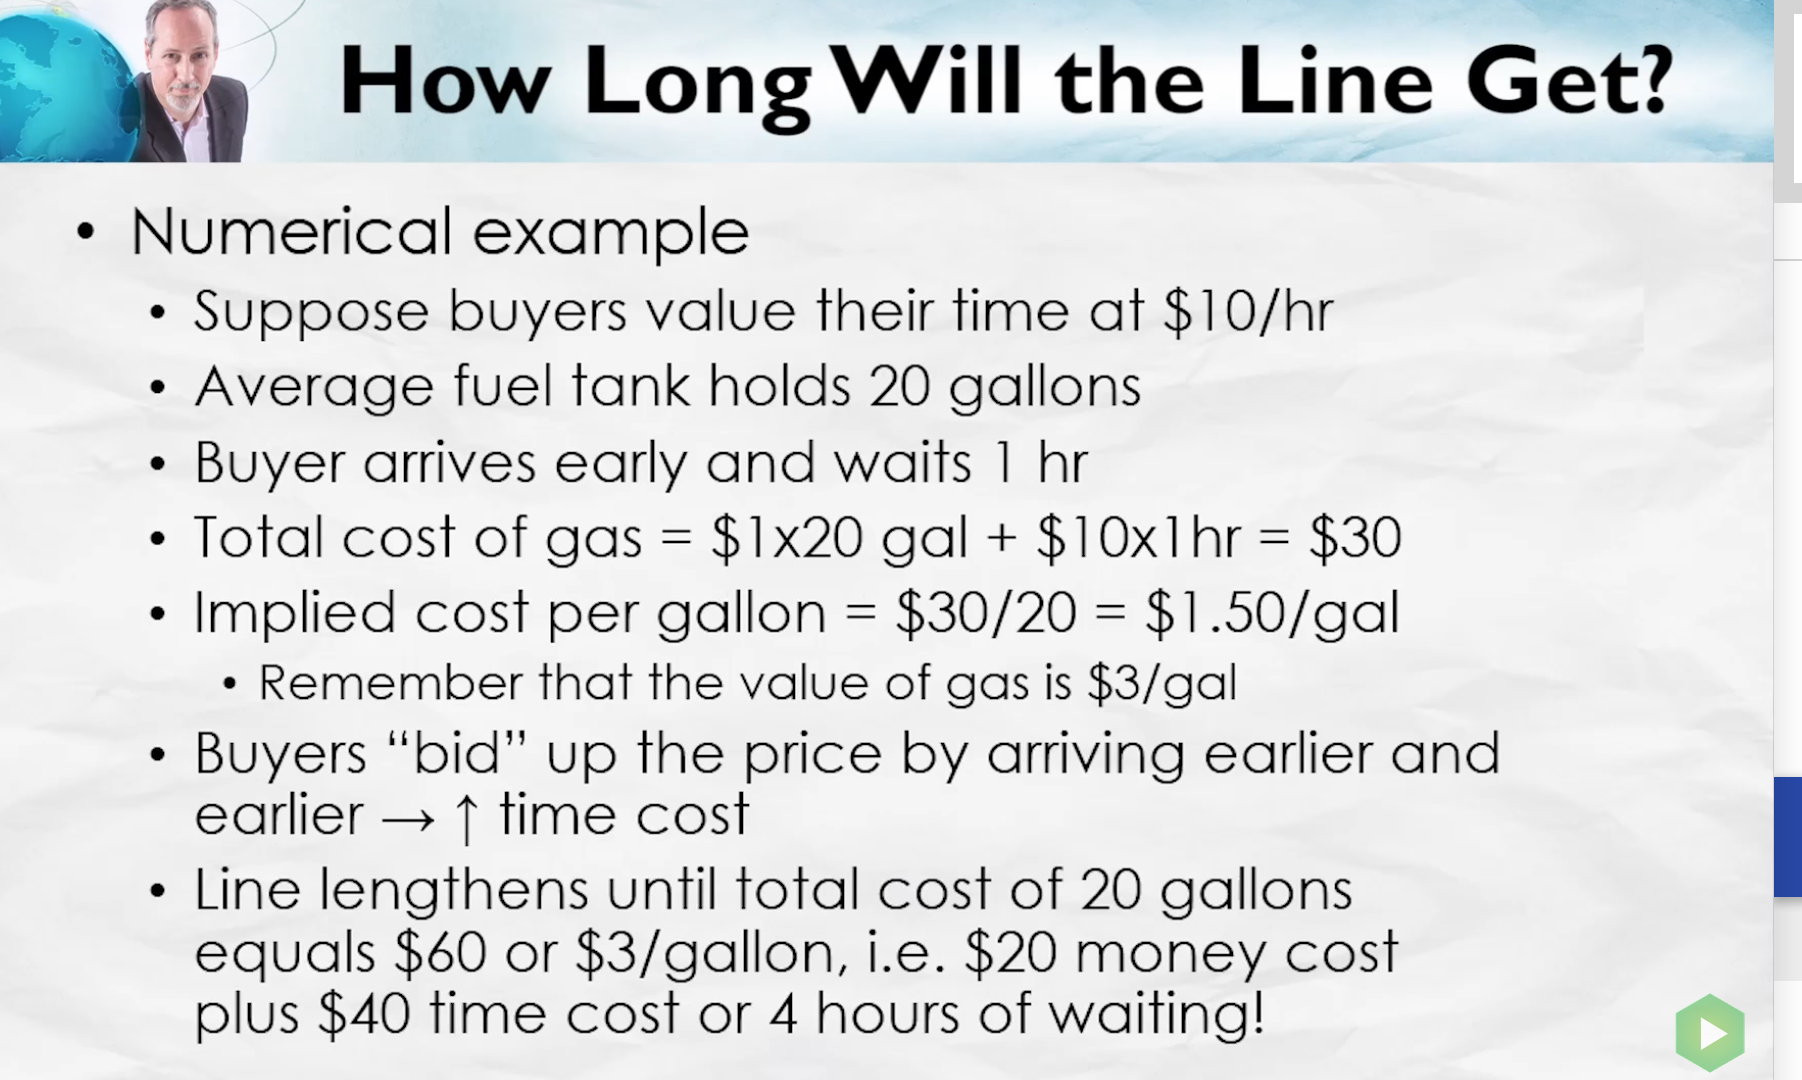 How Long Will the Line Get?
• Numerical example
• Suppose buyers value their time at $10/hr
• Average fuel tank holds 20 gallons
• Buyer arrives early and waits 1 hr
• Total cost of gas = $1x20 gal + $10x1hr = $30
• Implied cost per gallon = $30/20 = $1.50/gal
• Remember that the value of gas is $3/gal
• Buyers “bid” up the price by arriving earlier and
earlier → ↑ time cost
• Line lengthens until total cost of 20 gallons
equals $60 or $3/gallon, i.e. $20 money cost
plus $40 time cost or 4 hours of waiting!